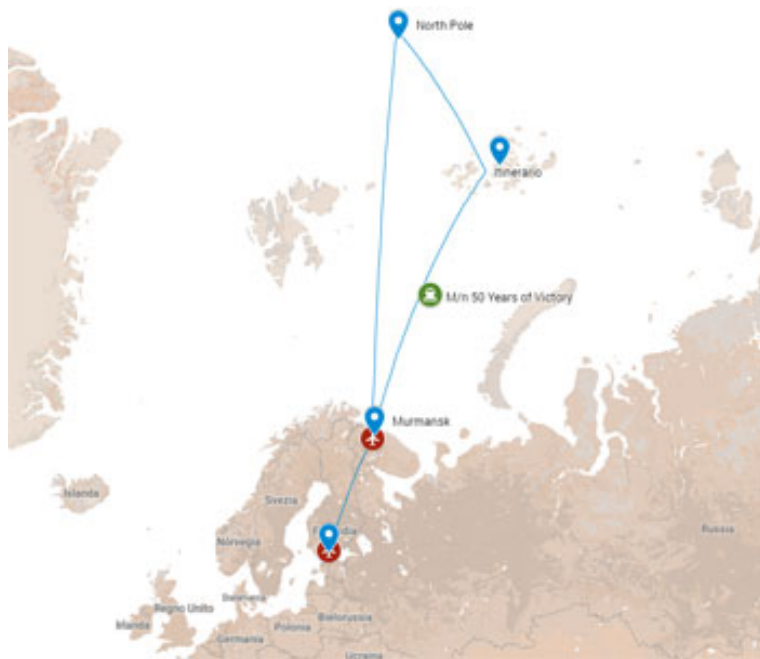 North Pole
Itinerario
M/n 50 Years of Victory
Murmansk
Islanda
Svezia
Norvegia
Russia
Regno Unito
Irlanda
Bielorussia
Polonia
Germania
Ucraina